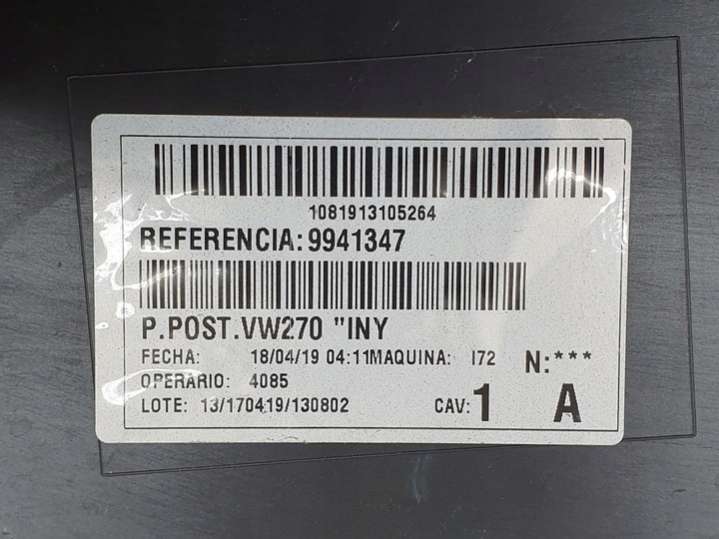 1081913105264
REFERENCIA:9941347
P.POST.VW270 "INY
FECHA: 18/04/19 04:11MAQUINA: I72 N:***
OPERARIO: 4085
LOTE: 13/170419/130802 CAV:1 A